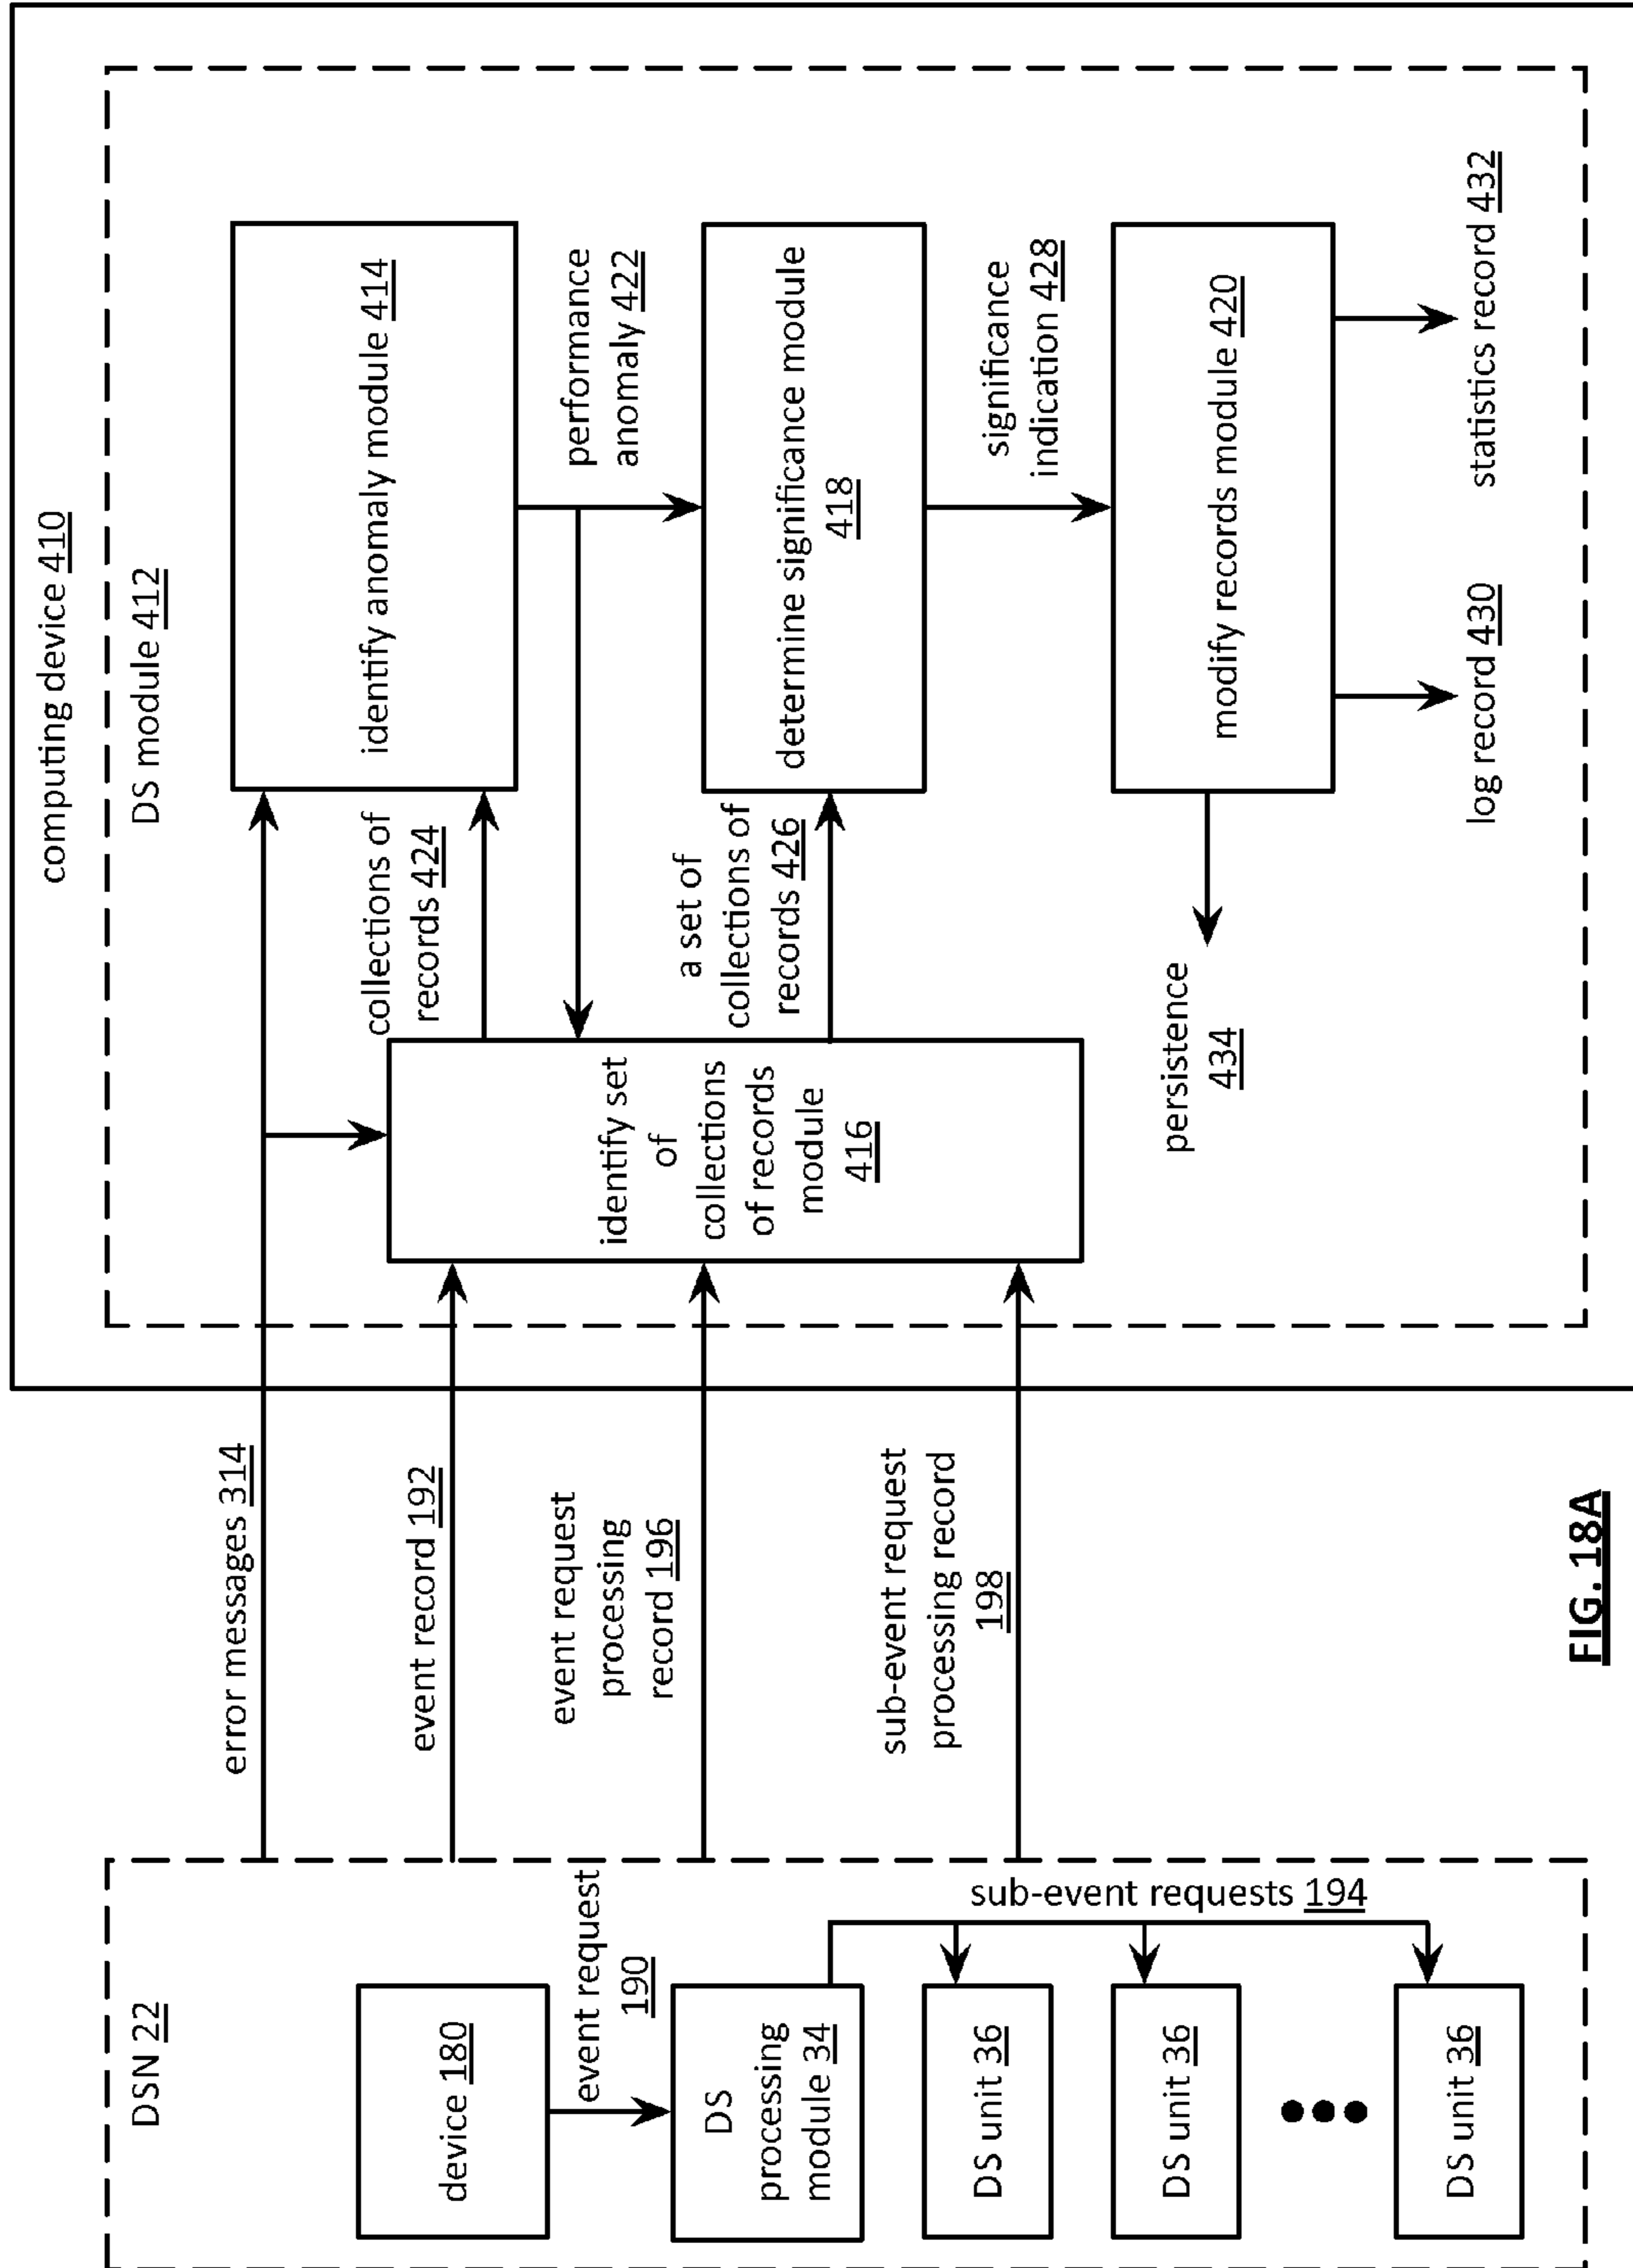 computing device 410
DSN 22
DS module 412
device 180
event request
190
DS
processing
module 34
sub-event requests 194
DS unit 36
DS unit 36
DS unit 36
error messages 314
event record 192
event request
processing
record 196
sub-event request
processing record
198
identify set
of
collections
of records
module
416
collections of
records 424
identify anomaly module 414
performance
anomaly 422
a set of
collections of
records 426
determine significance module
418
significance
indication 428
modify records module 420
persistence
434
log record 430
statistics record 432
FIG. 18A